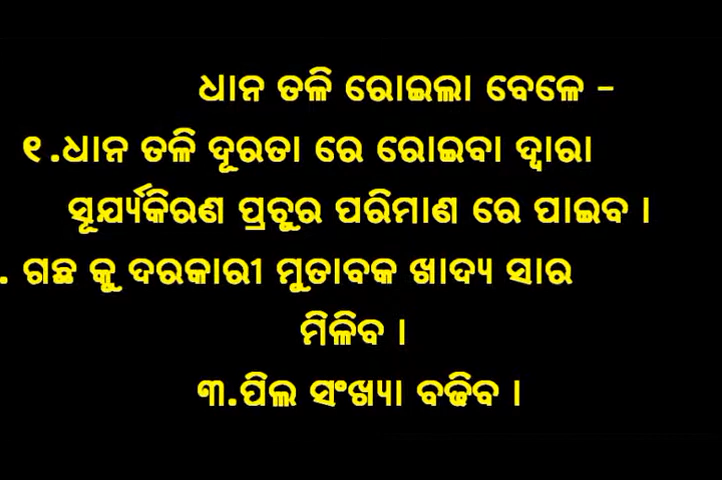 ଧାନ ତଳି ରୋଇଲା ବେଳେ -
୧.ଧାନ ତଳି ଦୂରତା ରେ ରୋଇବା ଦ୍ୱାରା
ସୂର୍ଯ୍ୟକିରଣ ପ୍ରଚୁର ପରିମାଣ ରେ ପାଇବ ।
. ଗଛ କୁ ଦରକାରୀ ମୁତାବକ ଖାଦ୍ୟ ସାର
ମିଳିବ ।
୩.ପିଲ ସଂଖ୍ୟା ବଢିବ ।